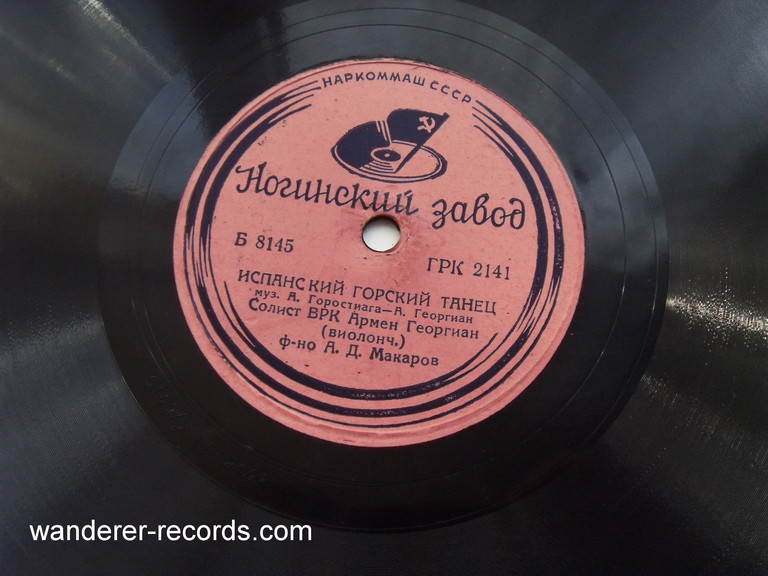 НАРКОММАШ СССР
Ногинский завод
Б 8145
ГРК 2141
ИСПАНСКИЙ ГОРСКИЙ ТАНЕЦ
муз. А. Горостиага—А. Георгиан
Солист ВРК Армен Георгиан
(виолонч.)
ф-но А. Д. Макаров
wanderer-records.com